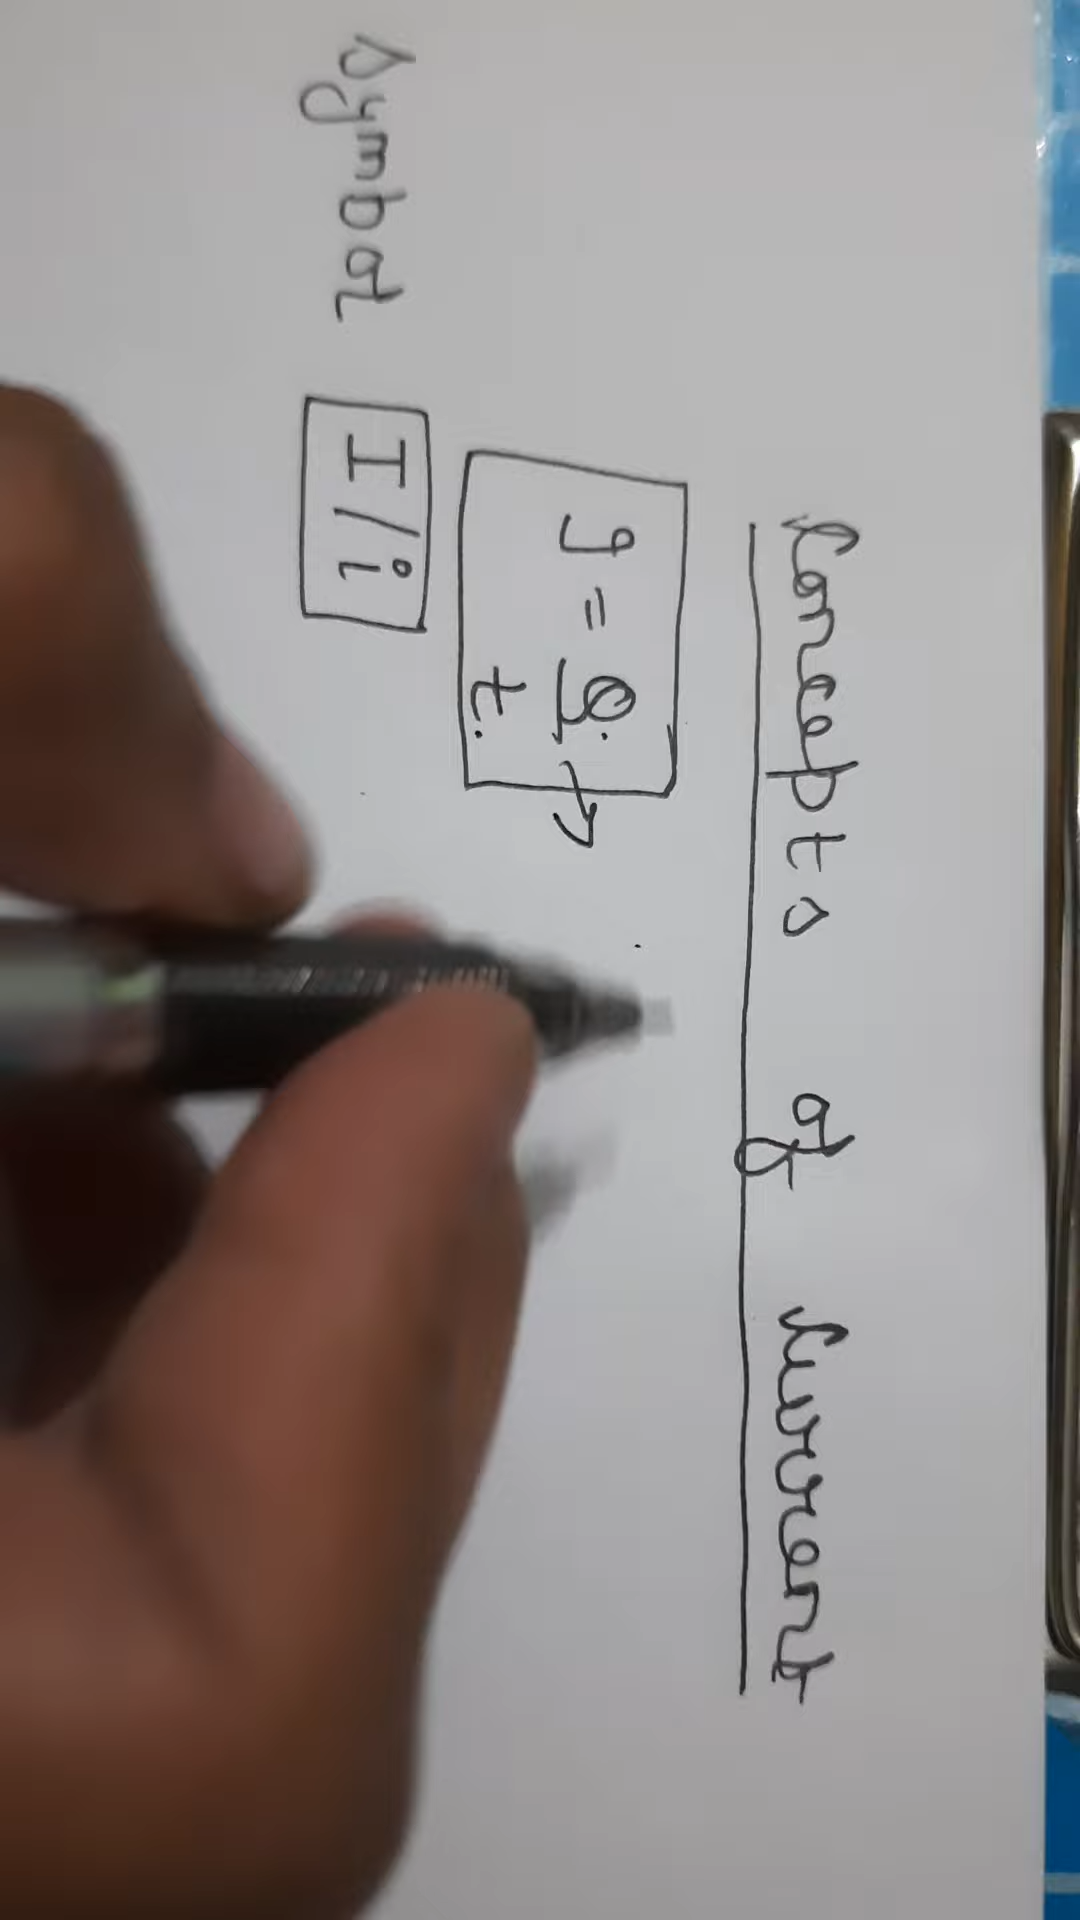 Concepts of Current
I = Q
t.
Symbol I/i